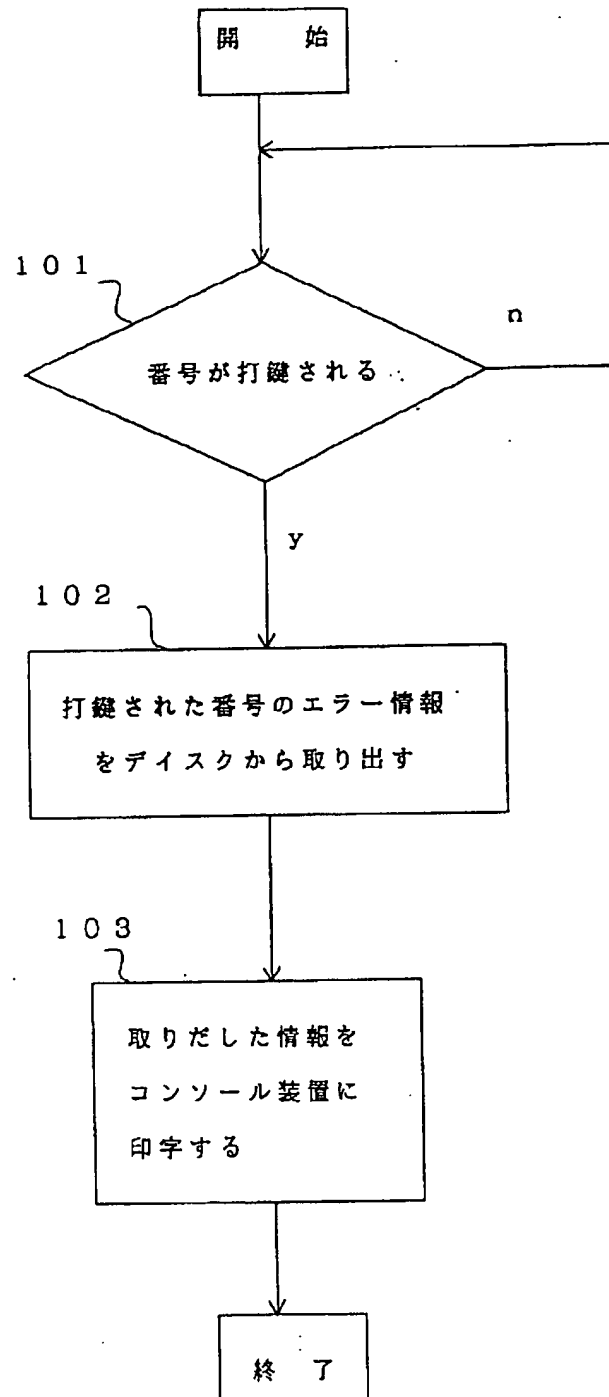 開 始
101
番号が打鍵される
n
y
102
打鍵された番号のエラー情報
をデイスクから取り出す
103
取りだした情報を
コンソール装置に
印字する
終 了